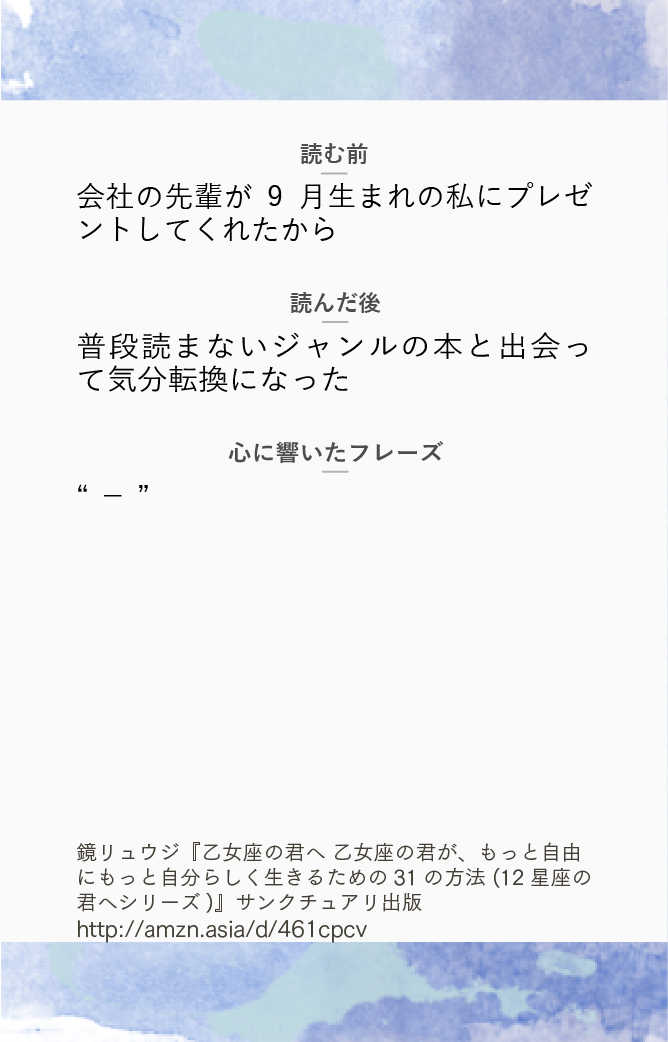 読む前
会社の先輩が 9 月生まれの私にプレゼ
ントしてくれたから
読んだ後
普段読まないジャンルの本と出会っ
て気分転換になった
心に響いたフレーズ
“ ― ”
鏡リュウジ『乙女座の君へ 乙女座の君が、もっと自由
にもっと自分らしく生きるための 31 の方法 (12 星座の
君へシリーズ )』サンクチュアリ出版
http://amzn.asia/d/461cpcv